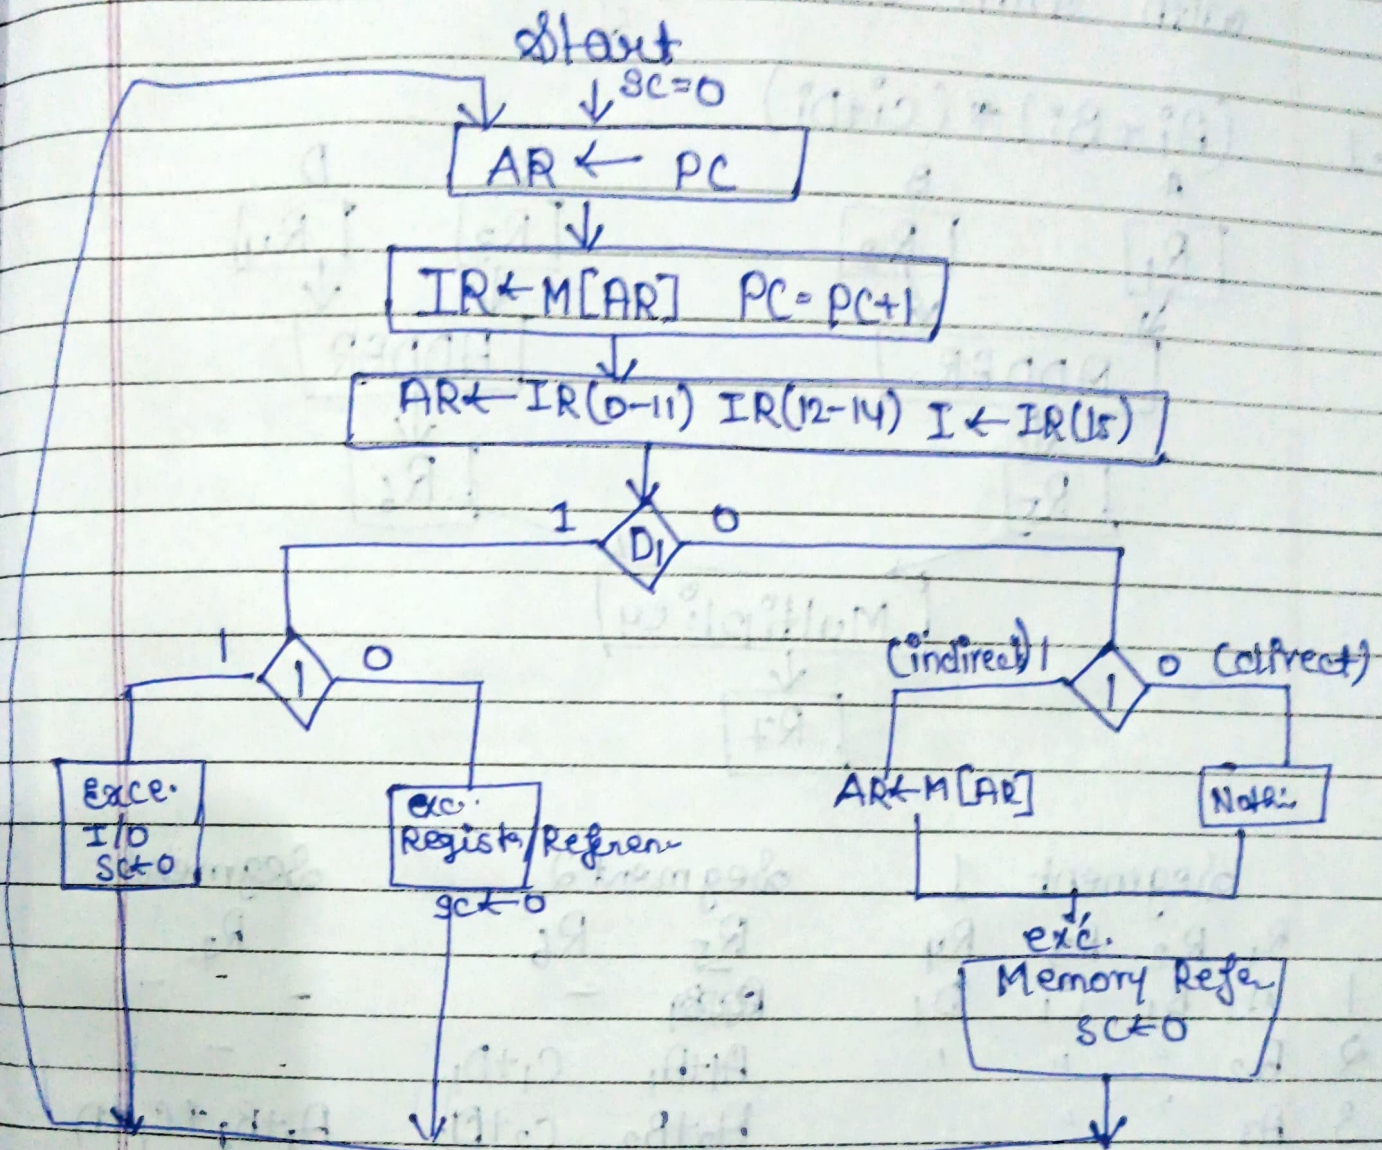 Start
SC=0
AR ← PC
IR ← M[AR] PC = PC+1
AR ← IR(0-11) IR(12-14) I ← IR(15)
1 D1 0
1 I 0
(indirect) 1 I 0 (direct)
Exce.
I/O
SC←0
exc.
Registr Referen
SC←0
AR←M[AR]
Nothi
exc.
Memory Refer
SC←0